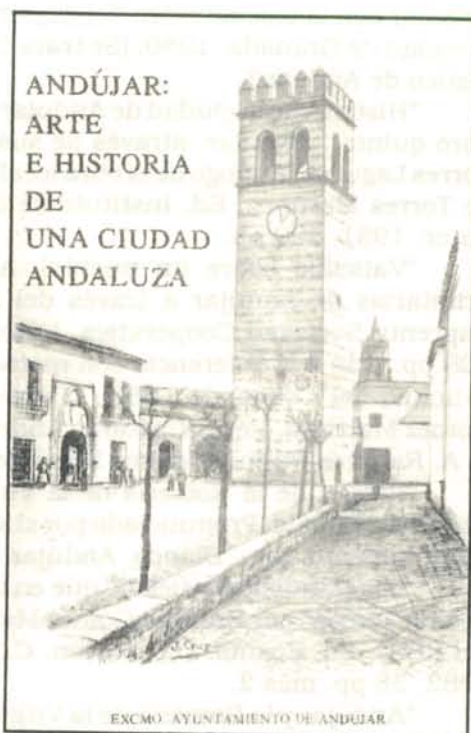 ANDÚJAR:
ARTE
E HISTORIA
DE
UNA CIUDAD
ANDALUZA
EXCMO. AYUNTAMIENTO DE ANDUJAR